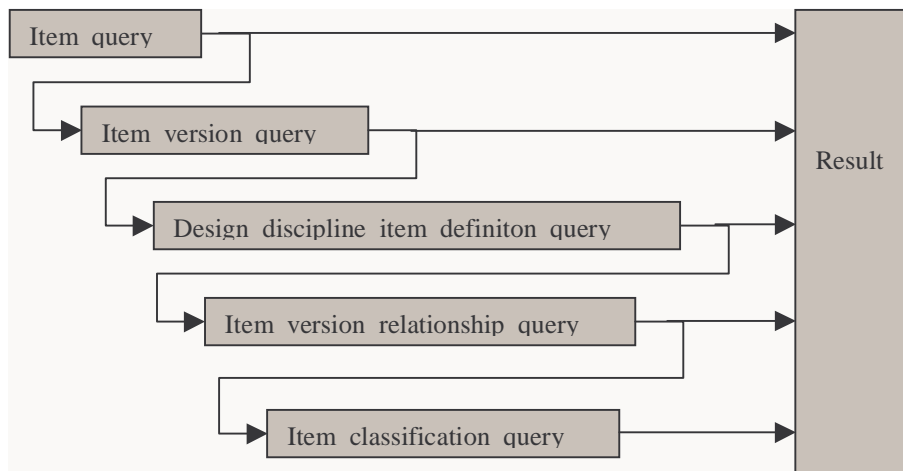 Item query
Item version query
Result
Design discipline item definiton query
Item version relationship query
Item classification query